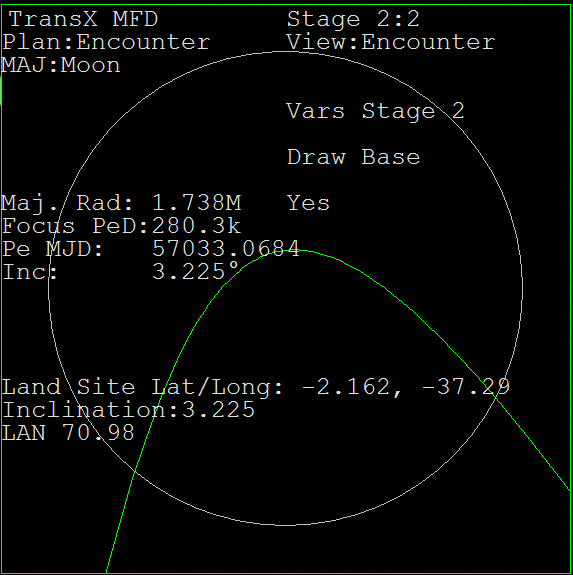 TransX MFD Stage 2:2
Plan:Encounter View:Encounter
MAJ:Moon
Vars Stage 2
Draw Base
Maj. Rad: 1.738M Yes
Focus PeD:280.3k
Pe MJD: 57033.0684
Inc: 3.225°
Land Site Lat/Long: -2.162, -37.29
Inclination:3.225
LAN 70.98